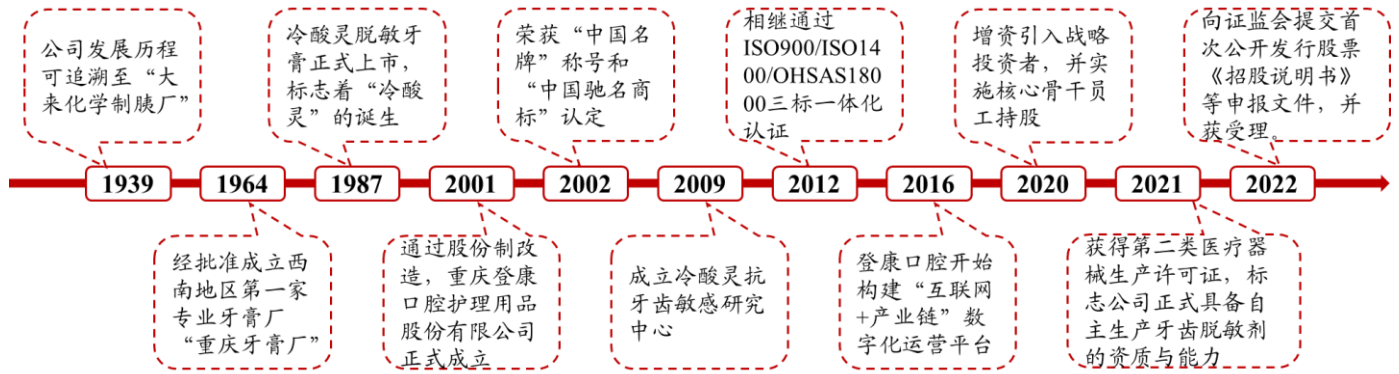 公司发展历程
可追溯至“大
来化学制胰厂”
冷酸灵脱敏牙
膏正式上市，
标志着“冷酸
灵”的诞生
荣获“中国名
牌”称号和
“中国驰名商
标”认定
相继通过
ISO900/ISO14
00/OHSAS180
00三标一体化
认证
增资引入战略
投资者，并实
施核心骨干员
工持股
向证监会提交首
次公开发行股票
《招股说明书》
等申报文件，并
获受理。
1939
1964
1987
2001
2002
2009
2012
2016
2020
2021
2022
经批准成立西
南地区第一家
专业牙膏厂
“重庆牙膏厂”
通过股份制改
造，重庆登康
口腔护理用品
股份有限公司
正式成立
成立冷酸灵抗
牙齿敏感研究
中心
登康口腔开始
构建“互联网
+产业链”数
字化运营平台
获得第二类医疗器
械生产许可证，标
志公司正式具备自
主生产牙齿脱敏剂
的资质与能力